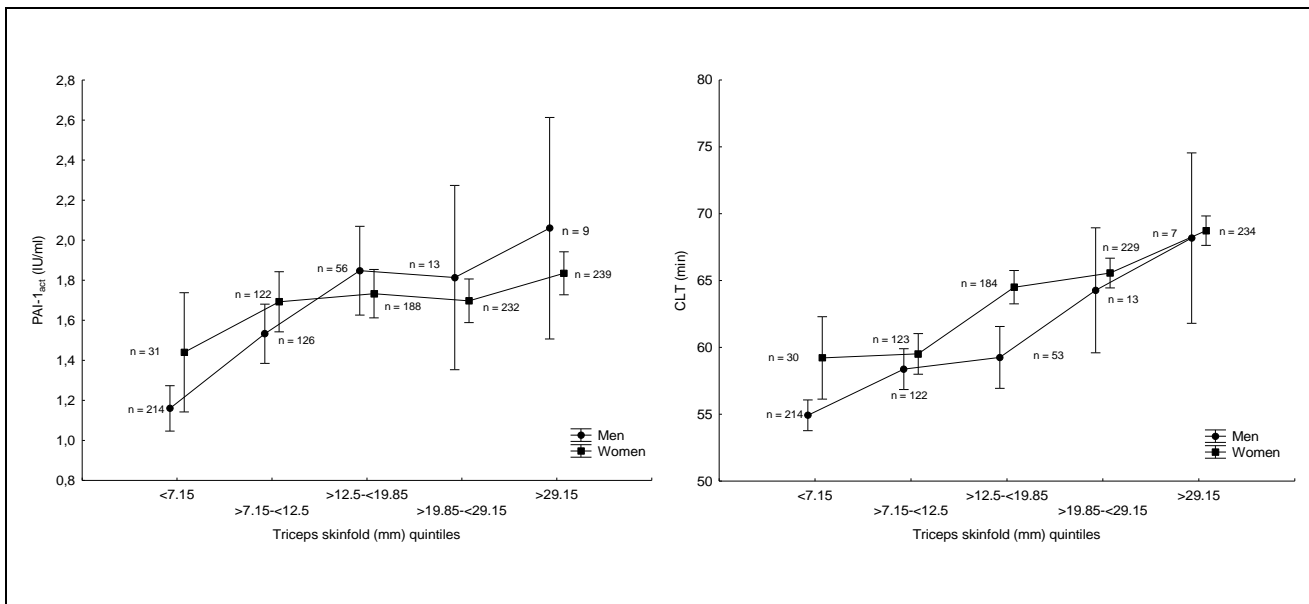 2,8
2,6
2,4
2,2
2,0
1,8
1,6
1,4
1,2
1,0
0,8
PAI-1act (IU/ml)
n = 214
n = 31
n = 122
n = 126
n = 56
n = 188
n = 13
n = 232
n = 9
n = 239
Men
Women
<7.15
>7.15-<12.5
>12.5-<19.85
>19.85-<29.15
>29.15
Triceps skinfold (mm) quintiles
80
75
70
65
60
55
50
CLT (min)
n = 214
n = 30
n = 123
n = 122
n = 184
n = 53
n = 229
n = 13
n = 7
n = 234
Men
Women
<7.15
>7.15-<12.5
>12.5-<19.85
>19.85-<29.15
>29.15
Triceps skinfold (mm) quintiles